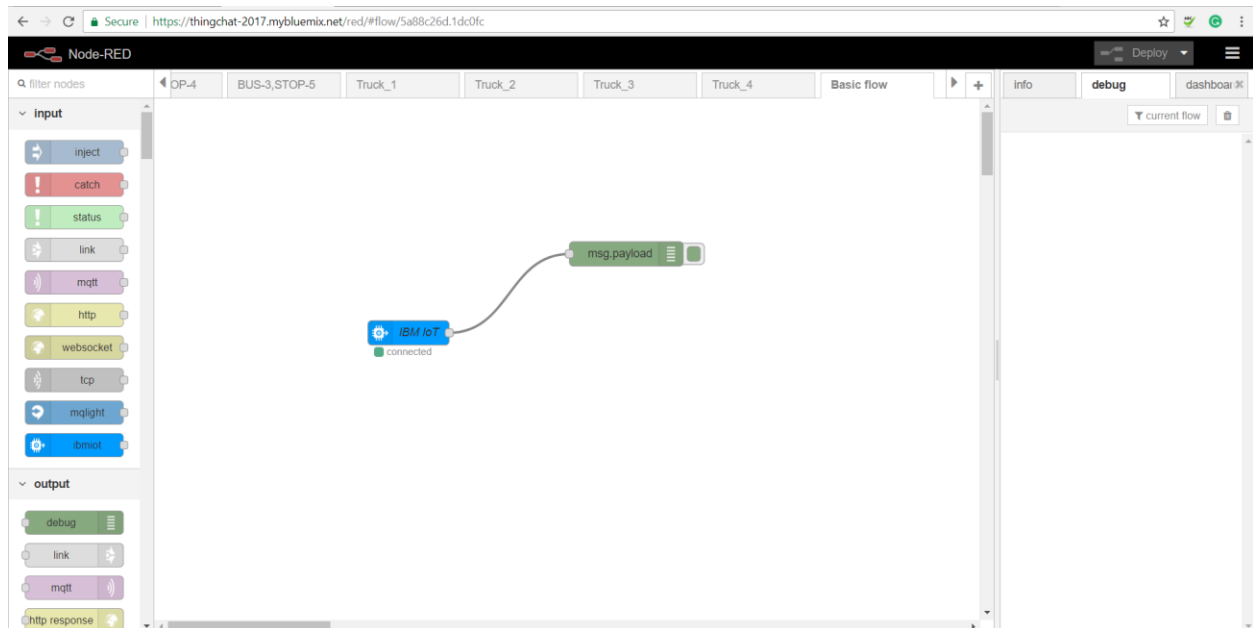 Secure https://thingchat-2017.mybluemix.net/red/#flow/5a88c26d.1dc0fc
Node-RED
Deploy
filter nodes
OP-4
BUS-3,STOP-5
Truck_1
Truck_2
Truck_3
Truck_4
Basic flow
+
info
debug
dashboar
current flow
input
inject
catch
status
link
mqtt
http
websocket
tcp
mqlight
ibmiot
output
debug
link
mqtt
http response
msg.payload
IBM IoT
connected